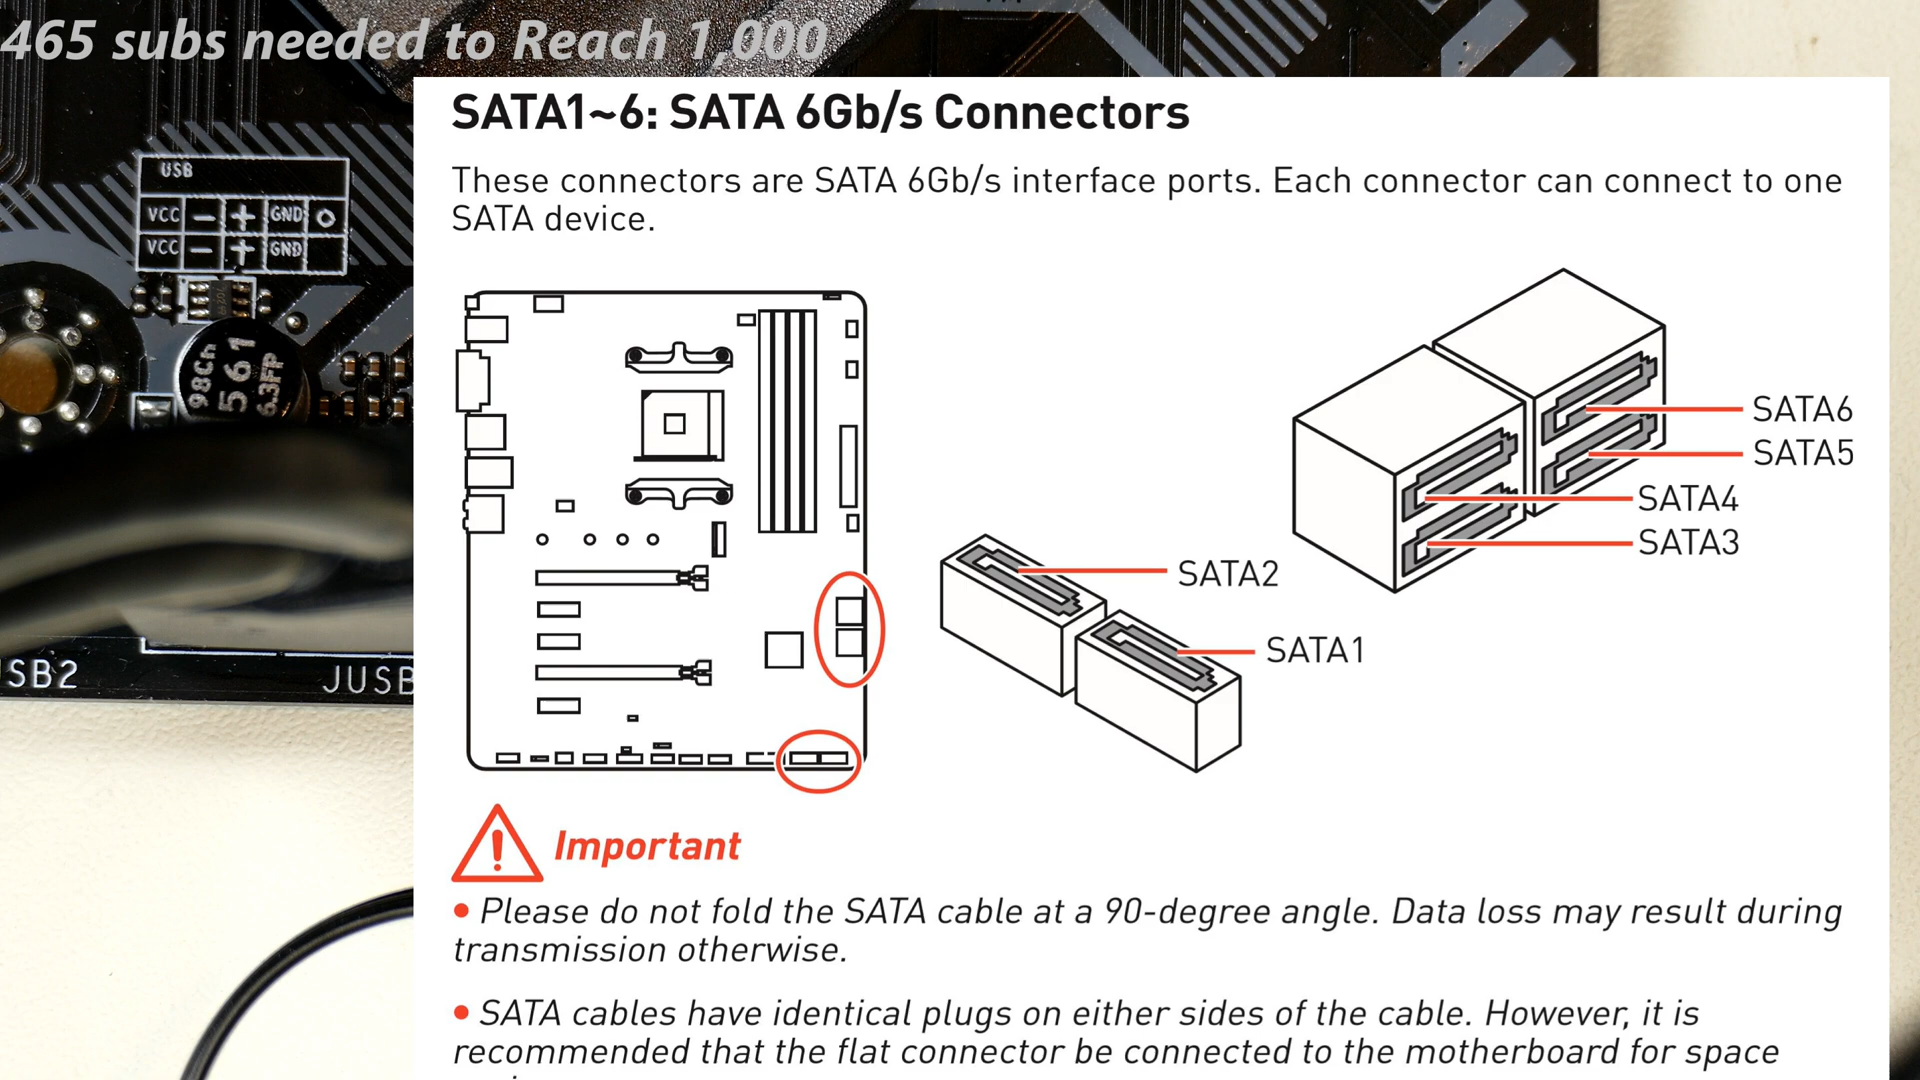 465 subs needed to Reach 1,000
SATA1~6: SATA 6Gb/s Connectors
These connectors are SATA 6Gb/s interface ports. Each connector can connect to one
SATA device.
USB
VCC − + GND O
VCC − + GND
98Ch
561
6.3FP
SATA6
SATA5
SATA4
SATA3
SATA2
SATA1
JUSB
Important
• Please do not fold the SATA cable at a 90-degree angle. Data loss may result during
transmission otherwise.
• SATA cables have identical plugs on either sides of the cable. However, it is
recommended that the flat connector be connected to the motherboard for space